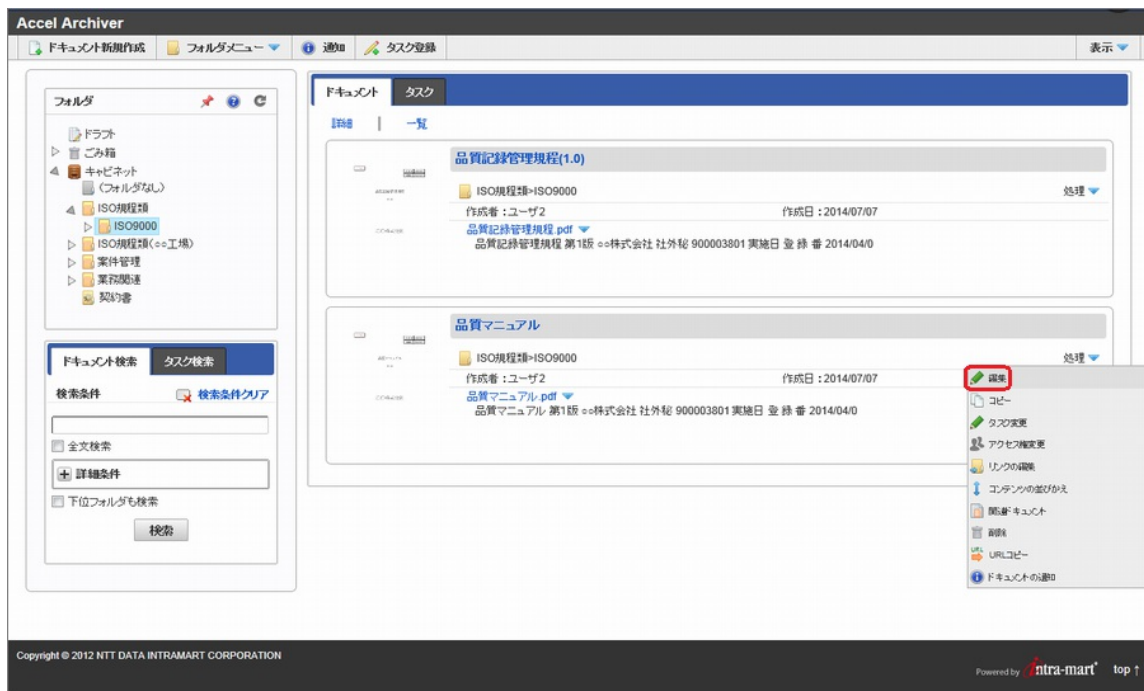 Accel Archiver
ドキュメント新規作成 フォルダメニュー 通知 タスク登録 表示
フォルダ
ドラフト
ごみ箱
キャビネット
(フォルダなし)
ISO規程類
ISO9000
ISO規程類(○○工場)
案件管理
業務関連
契約書
ドキュメント検索 タスク検索
検索条件 検索条件クリア
全文検索
詳細条件
下位フォルダも検索
検索
ドキュメント タスク
詳細 | 一覧
品質記録管理規程(1.0)
ISO規程類>ISO9000 処理
作成者:ユーザ2 作成日:2014/07/07
品質記録管理規程.pdf
品質記録管理規程 第1版 ○○株式会社 社外秘 900003801 実施日 登 録 番 2014/04/0
品質マニュアル
ISO規程類>ISO9000 処理
作成者:ユーザ2 作成日:2014/07/07
品質マニュアル.pdf
品質マニュアル 第1版 ○○株式会社 社外秘 900003801 実施日 登 録 番 2014/04/0
編集
コピー
タスク変更
アクセス権変更
リンクの編集
コンテンツの並びかえ
関連ドキュメント
削除
URLコピー
ドキュメントの通知
Copyright © 2012 NTT DATA INTRAMART CORPORATION
Powered by intra-mart top ↑